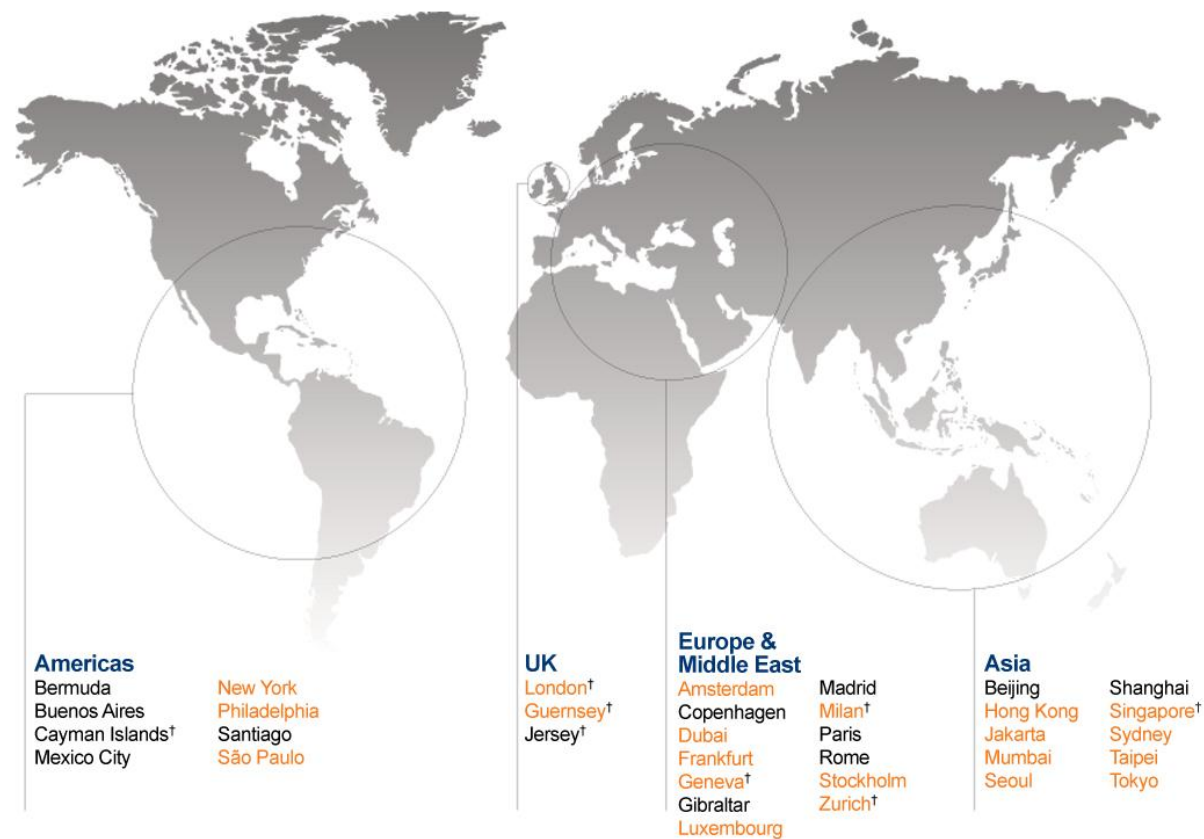 Americas
Bermuda
Buenos Aires
Cayman Islands†
Mexico City
New York
Philadelphia
Santiago
São Paulo
UK
London†
Guernsey†
Jersey†
Europe &
Middle East
Amsterdam
Copenhagen
Dubai
Frankfurt
Geneva†
Gibraltar
Luxembourg
Madrid
Milan†
Paris
Rome
Stockholm
Zurich†
Asia
Beijing
Hong Kong
Jakarta
Mumbai
Seoul
Shanghai
Singapore†
Sydney
Taipei
Tokyo